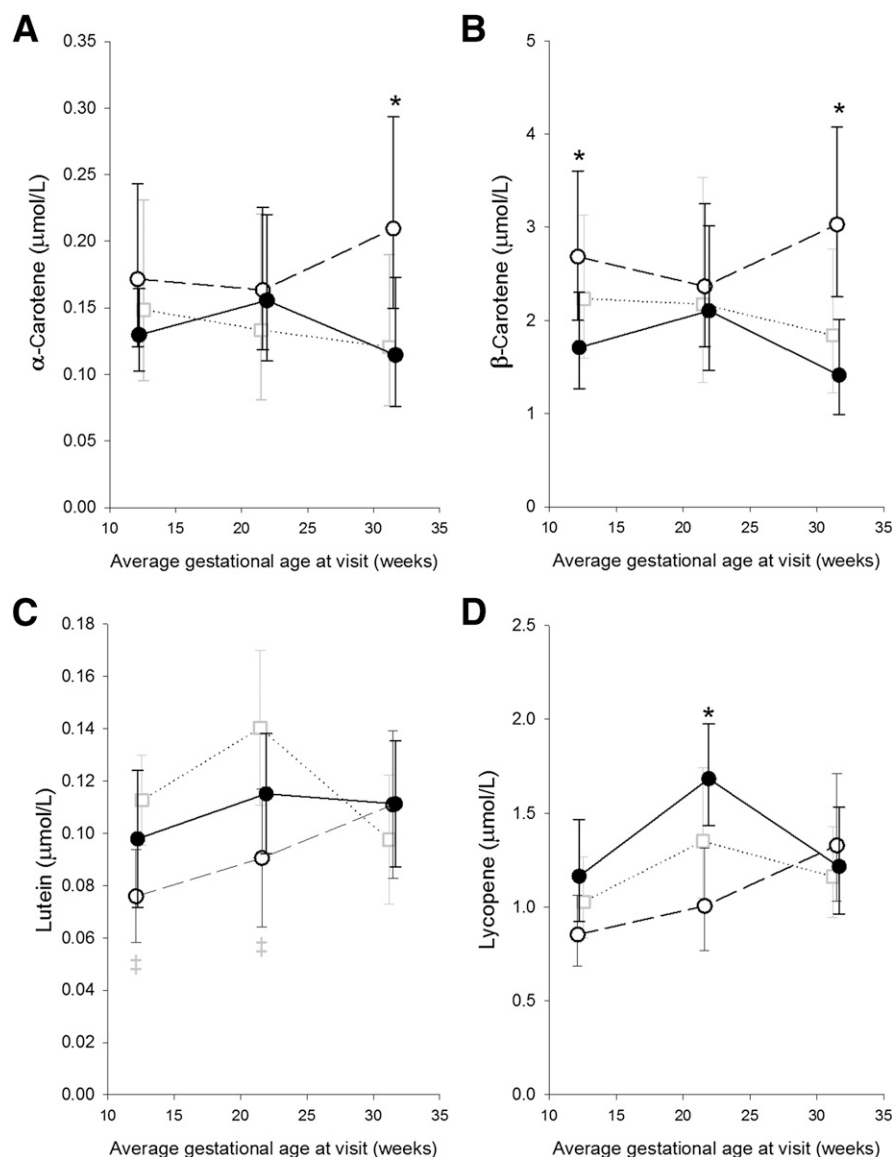 A
0.35
0.30
0.25
0.20
0.15
0.10
0.05
0.00
α-Carotene (µmol/L)
*
10 15 20 25 30 35
Average gestational age at visit (weeks)
B
5
4
3
2
1
0
β-Carotene (µmol/L)
*
*
10 15 20 25 30 35
Average gestational age at visit (weeks)
C
0.18
0.16
0.14
0.12
0.10
0.08
0.06
0.04
0.02
0.00
Lutein (µmol/L)
‡
‡
10 15 20 25 30 35
Average gestational age at visit (weeks)
D
2.5
2.0
1.5
1.0
0.5
0.0
Lycopene (µmol/L)
*
10 15 20 25 30 35
Average gestational age at visit (weeks)